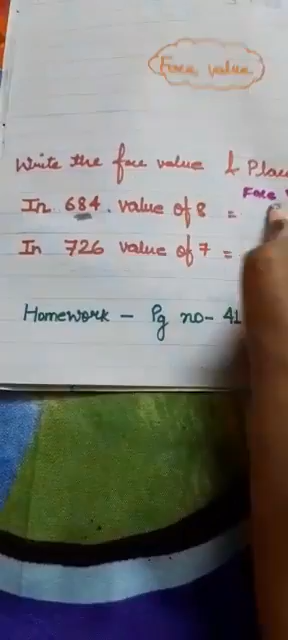 Face value
Write the face value & Place
Face
In 684. value of 8 =
In 726 value of 7 =
Homework - Pg no- 41